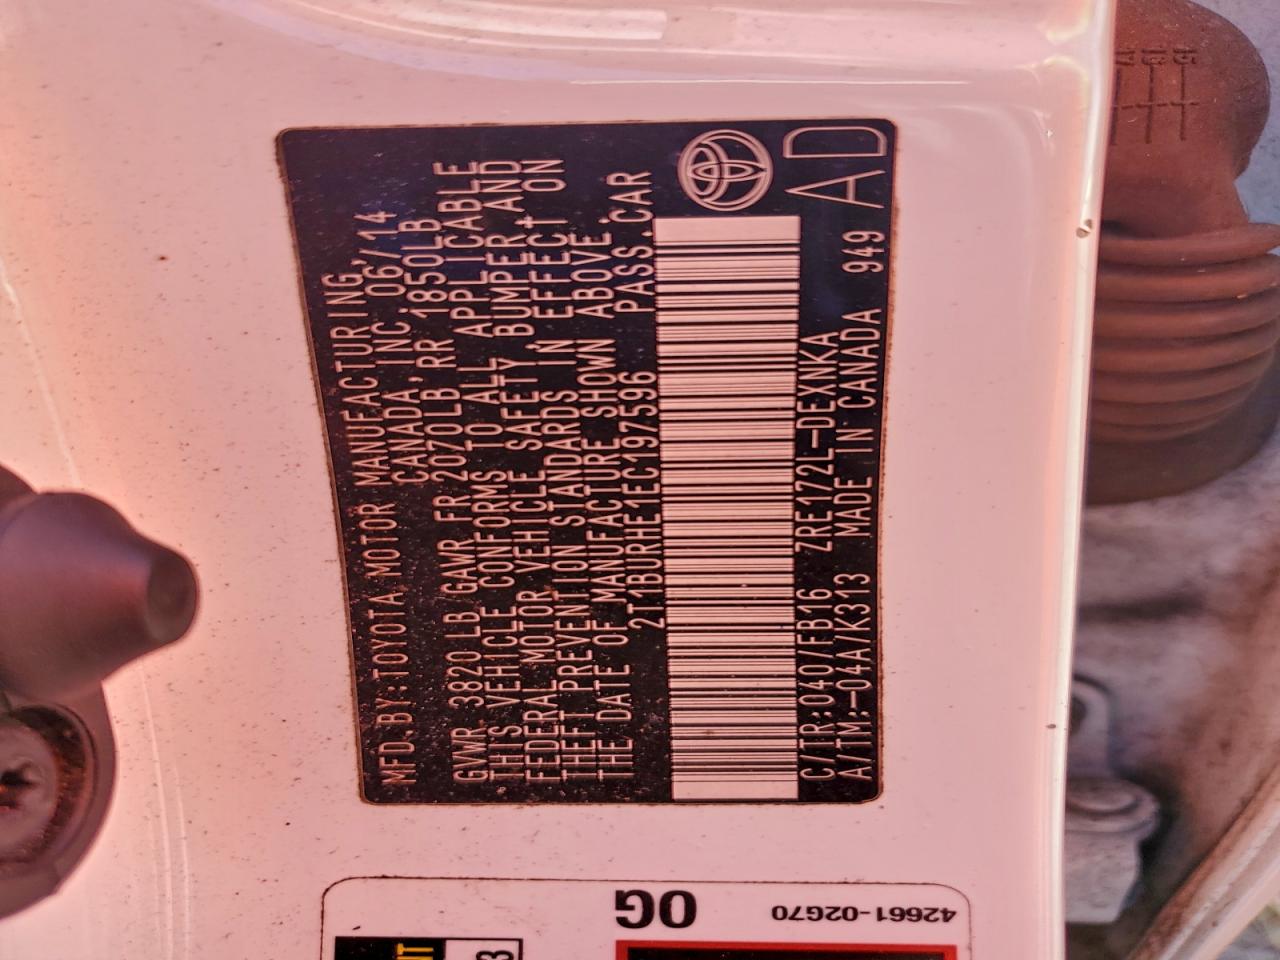 MFD.BY:TOYOTA MOTOR MANUFACTURING
CANADA,INC. 06/14
GVWR 3820 LB GAWR FR 2070LB RR 1850LB
THIS VEHICLE CONFORMS TO ALL APPLICABLE
FEDERAL MOTOR VEHICLE SAFETY,BUMPER,AND
THEFT PREVENTION STANDARDS IN EFFECT ON
THE DATE OF MANUFACTURE SHOWN ABOVE.
2T1BURHE1EC197596 PASS.CAR
C/TR:040/FB16 ZRE172L-DEXNKA
A/TM:-04A/K313 MADE IN CANADA 949 AD
0G
42661-02G70